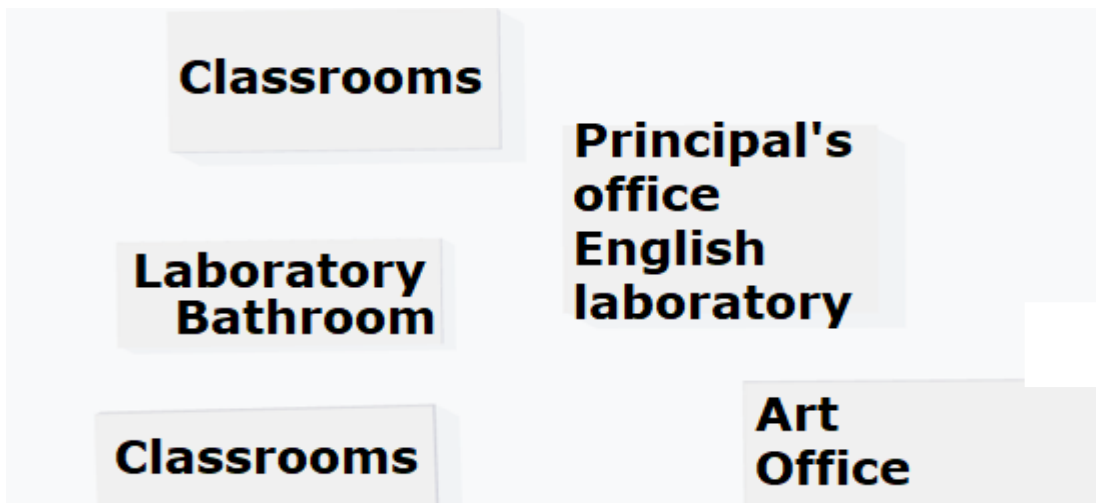 Classrooms
Principal's
office
English
laboratory
Laboratory
Bathroom
Classrooms
Art
Office